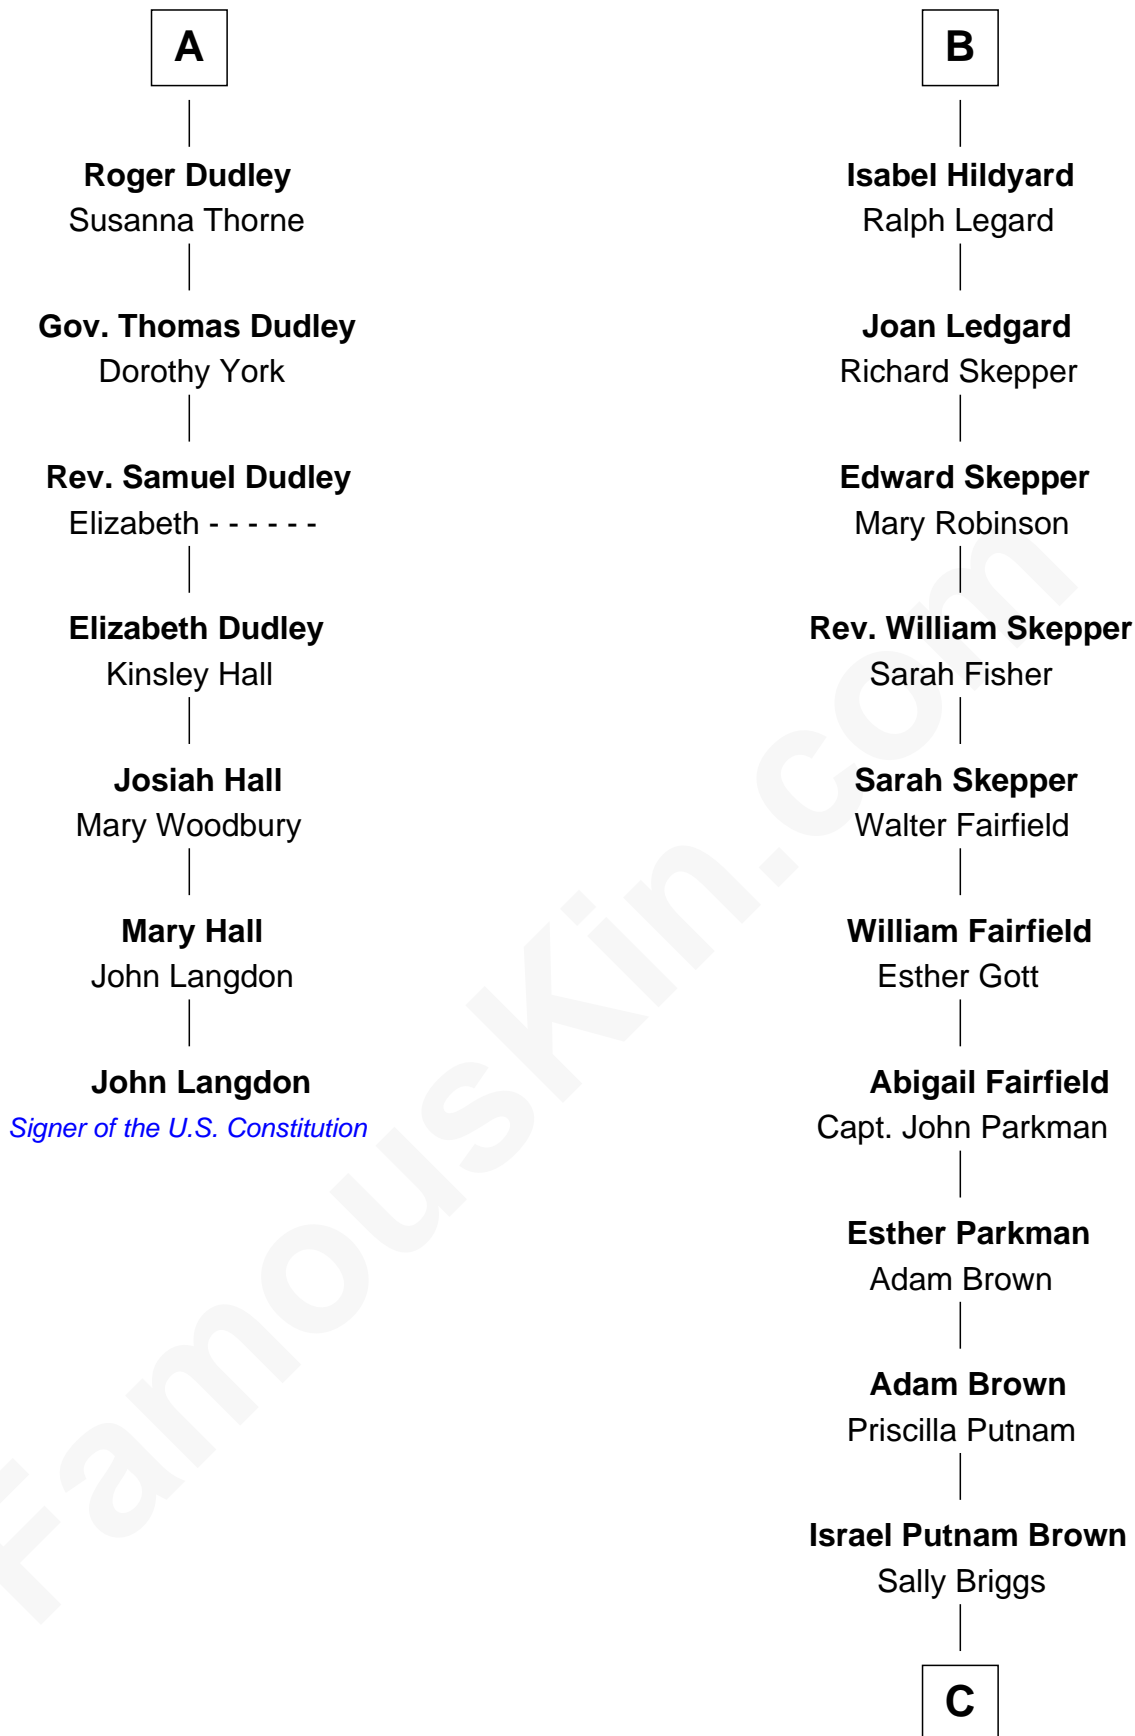 A
Roger Dudley
Susanna Thorne
Gov. Thomas Dudley
Dorothy York
Rev. Samuel Dudley
Elizabeth - - - - - -
Elizabeth Dudley
Kinsley Hall
Josiah Hall
Mary Woodbury
Mary Hall
John Langdon
John Langdon
Signer of the U.S. Constitution
B
Isabel Hildyard
Ralph Legard
Joan Ledgard
Richard Skepper
Edward Skepper
Mary Robinson
Rev. William Skepper
Sarah Fisher
Sarah Skepper
Walter Fairfield
William Fairfield
Esther Gott
Abigail Fairfield
Capt. John Parkman
Esther Parkman
Adam Brown
Adam Brown
Priscilla Putnam
Israel Putnam Brown
Sally Briggs
C
FamousKin.com